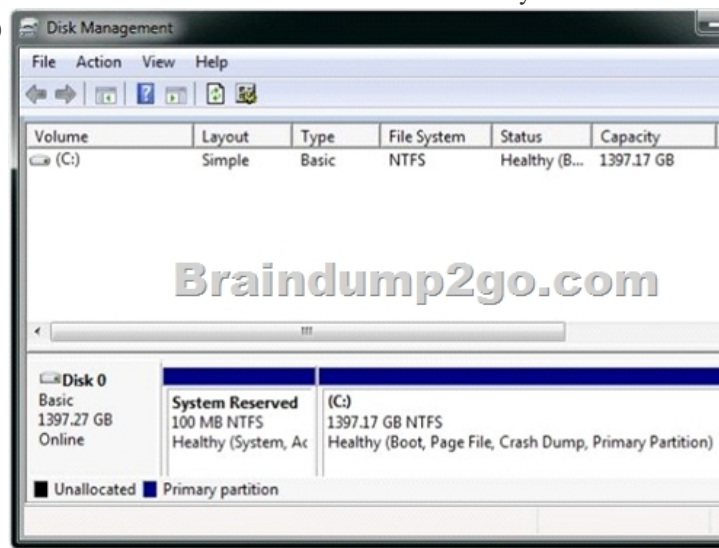 Disk Management
File Action View Help
Volume Layout Type File System Status Capacity
(C:) Simple Basic NTFS Healthy (B... 1397.17 GB
Braindump2go.com
Disk 0
Basic
1397.27 GB
Online
System Reserved
100 MB NTFS
Healthy (System, Ac
(C:)
1397.17 GB NTFS
Healthy (Boot, Page File, Crash Dump, Primary Partition)
Unallocated Primary partition